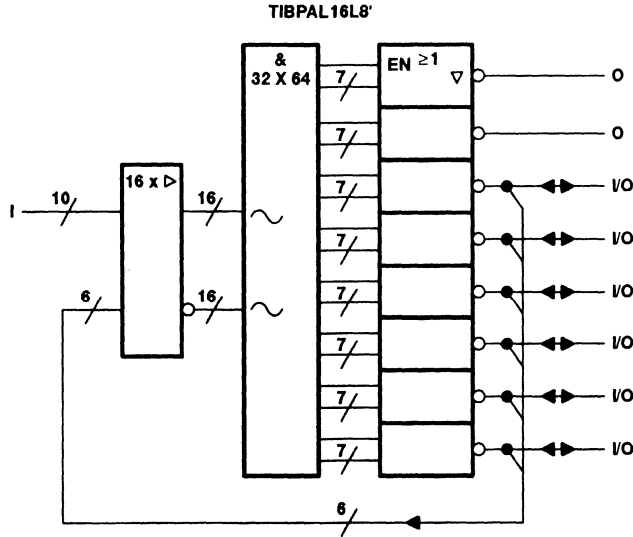 TIBPAL16L8'
&
32 X 64
EN ≥1 ▽
7
O
7
O
16 x ▷
7
I/O
I
10
16
7
I/O
6
16
7
I/O
7
I/O
7
I/O
7
I/O
6